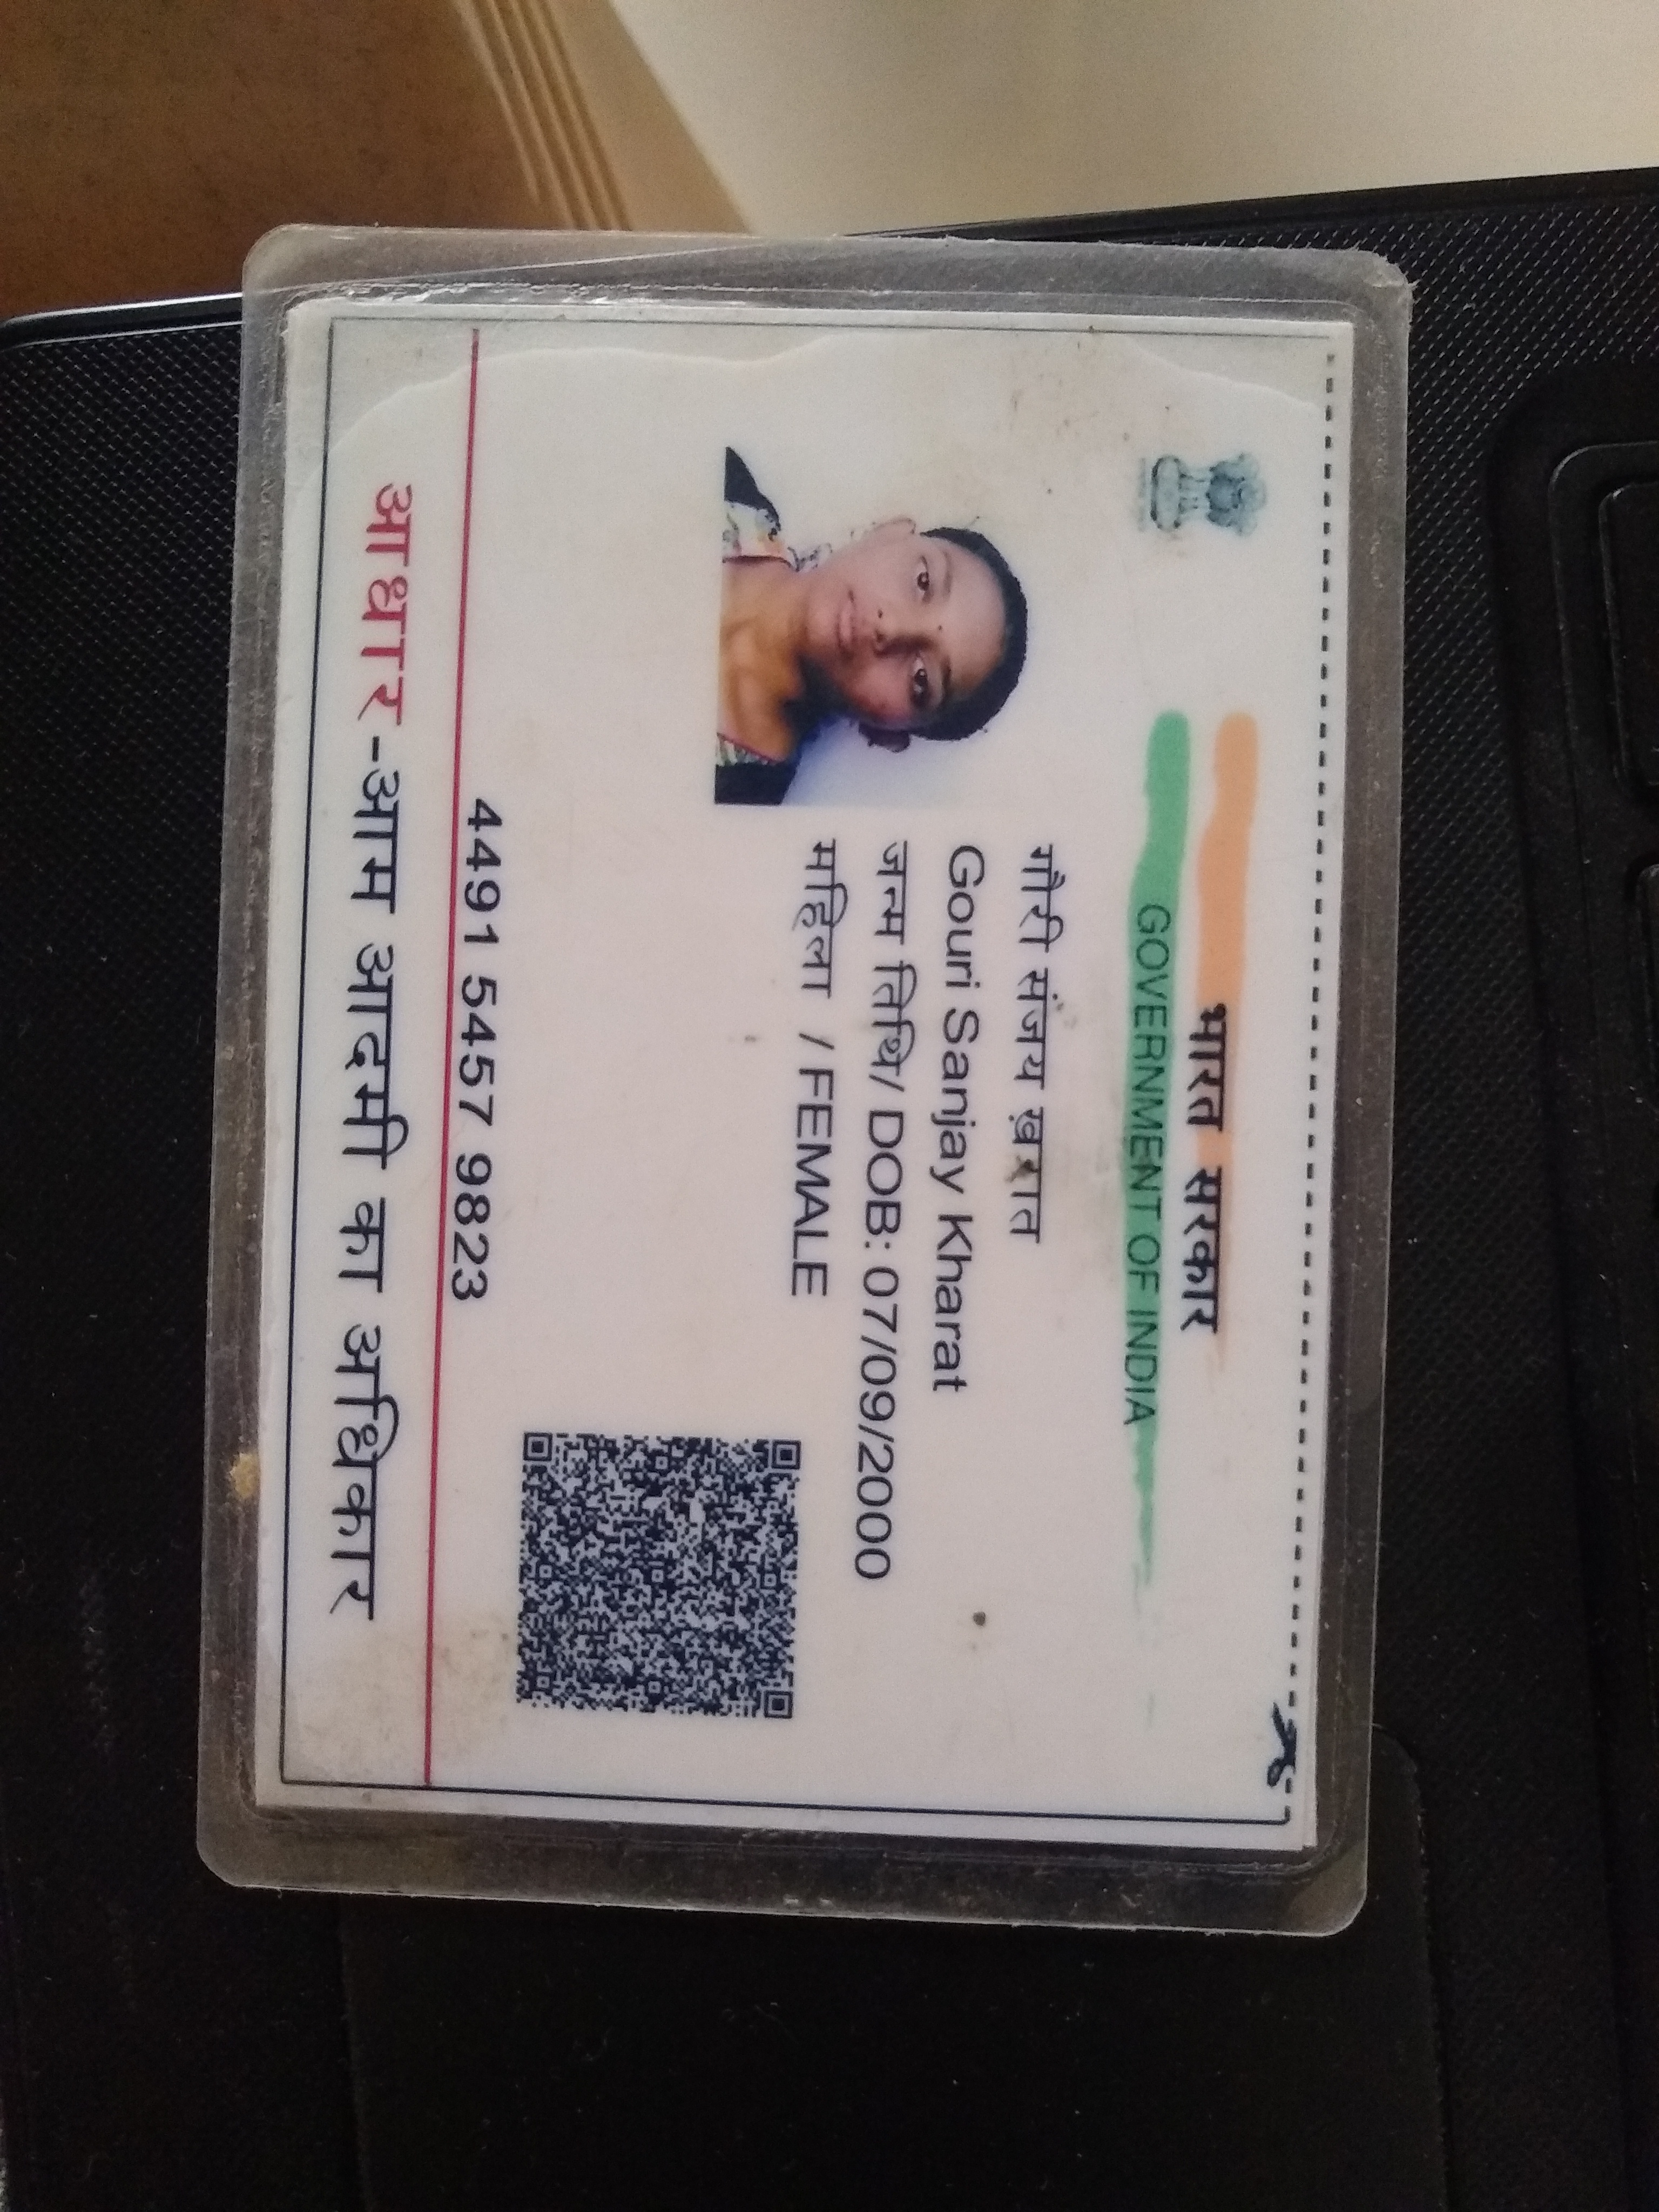 भारत सरकार
GOVERNMENT OF INDIA
गौरी संजय ख़रात
Gouri Sanjay Kharat
जन्म तिथि/ DOB: 07/09/2000
महिला / FEMALE
4491 5457 9823
आधार-आम आदमी का अधिकार